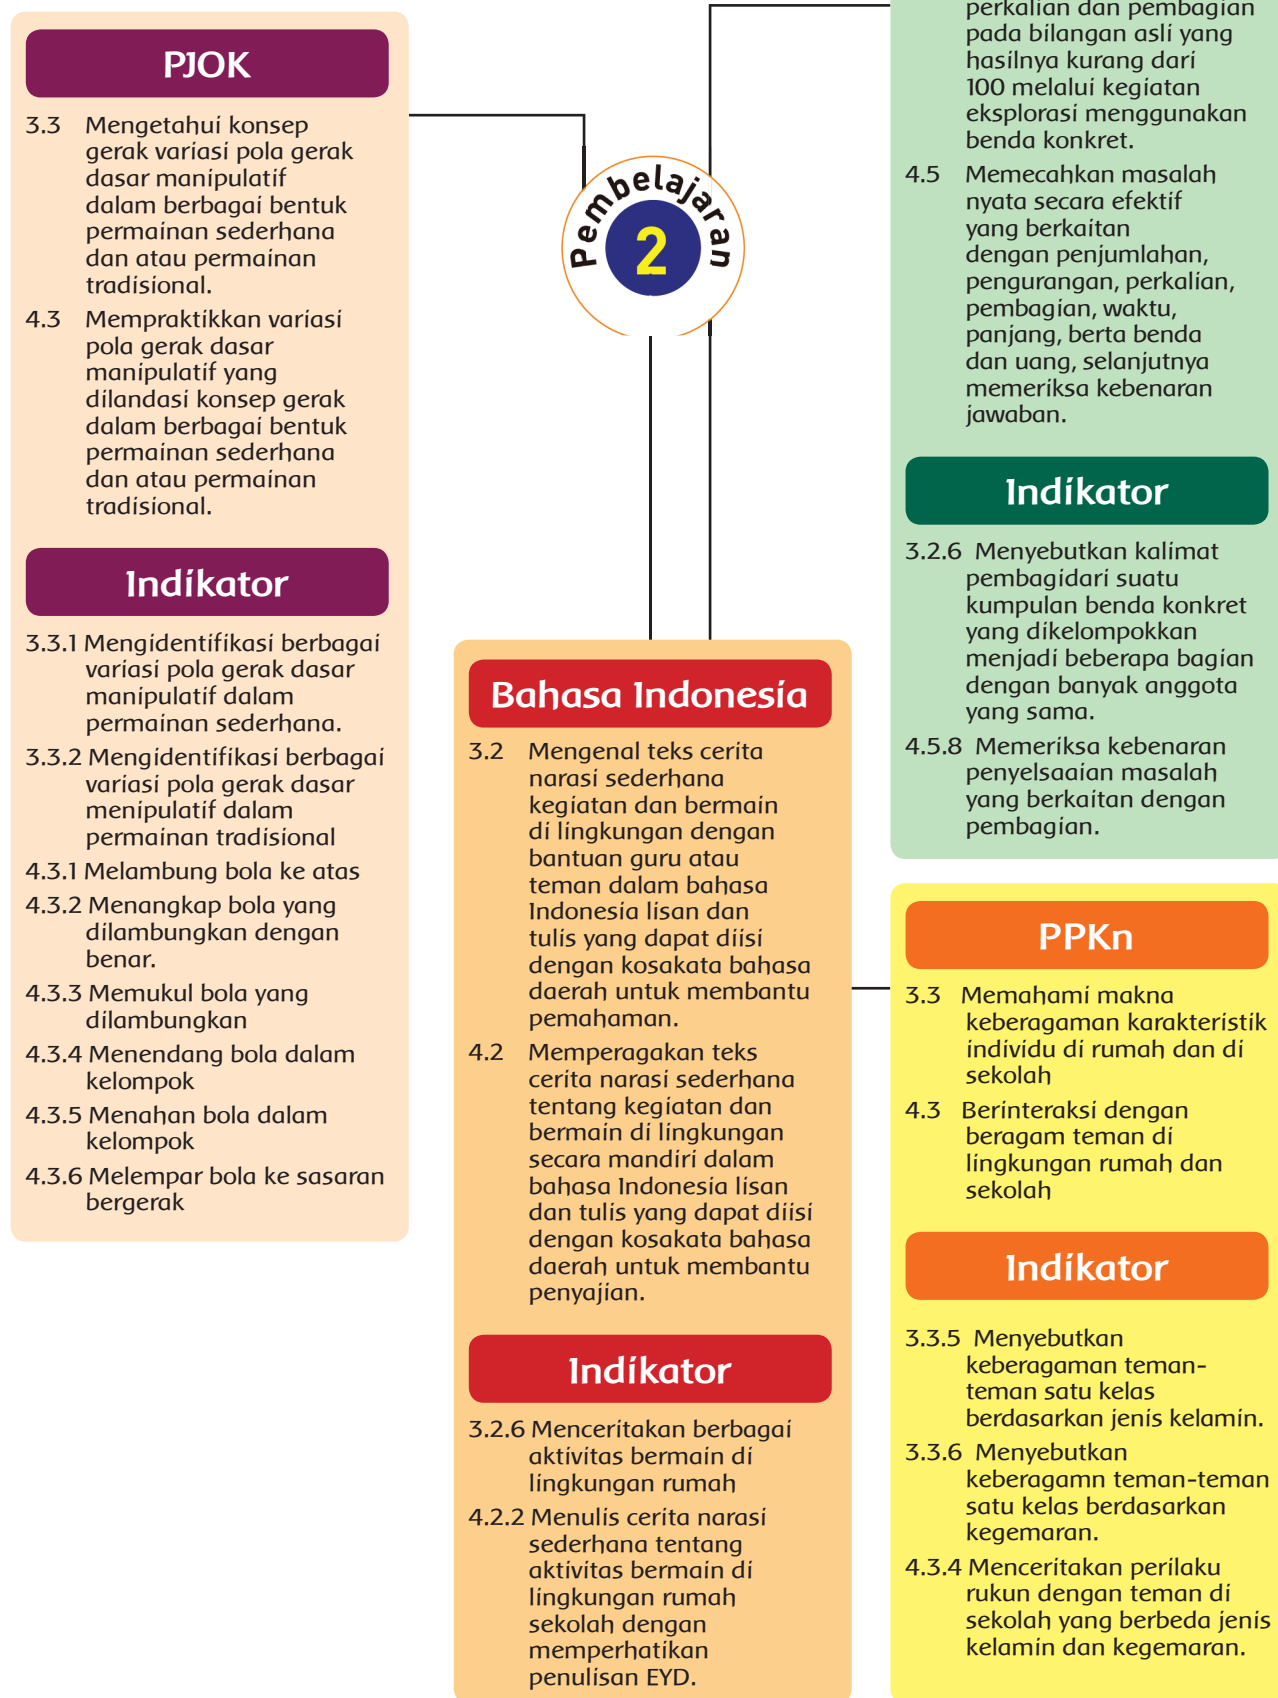 PJOK
3.3 Mengetahui konsep
gerak variasi pola gerak
dasar manipulatif
dalam berbagai bentuk
permainan sederhana
dan atau permainan
tradisional.
4.3 Mempraktikkan variasi
pola gerak dasar
manipulatif yang
dilandasi konsep gerak
dalam berbagai bentuk
permainan sederhana
dan atau permainan
tradisional.
Indikator
3.3.1 Mengidentifikasi berbagai
variasi pola gerak dasar
manipulatif dalam
permainan sederhana.
3.3.2 Mengidentifikasi berbagai
variasi pola gerak dasar
menipulatif dalam
permainan tradisional
4.3.1 Melambung bola ke atas
4.3.2 Menangkap bola yang
dilambungkan dengan
benar.
4.3.3 Memukul bola yang
dilambungkan
4.3.4 Menendang bola dalam
kelompok
4.3.5 Menahan bola dalam
kelompok
4.3.6 Melempar bola ke sasaran
bergerak
Pembelajaran
2
Bahasa Indonesia
3.2 Mengenal teks cerita
narasi sederhana
kegiatan dan bermain
di lingkungan dengan
bantuan guru atau
teman dalam bahasa
Indonesia lisan dan
tulis yang dapat diisi
dengan kosakata bahasa
daerah untuk membantu
pemahaman.
4.2 Memperagakan teks
cerita narasi sederhana
tentang kegiatan dan
bermain di lingkungan
secara mandiri dalam
bahasa Indonesia lisan
dan tulis yang dapat diisi
dengan kosakata bahasa
daerah untuk membantu
penyajian.
Indikator
3.2.6 Menceritakan berbagai
aktivitas bermain di
lingkungan rumah
4.2.2 Menulis cerita narasi
sederhana tentang
aktivitas bermain di
lingkungan rumah
sekolah dengan
memperhatikan
penulisan EYD.
perkalian dan pembagian
pada bilangan asli yang
hasilnya kurang dari
100 melalui kegiatan
eksplorasi menggunakan
benda konkret.
4.5 Memecahkan masalah
nyata secara efektif
yang berkaitan
dengan penjumlahan,
pengurangan, perkalian,
pembagian, waktu,
panjang, berta benda
dan uang, selanjutnya
memeriksa kebenaran
jawaban.
Indikator
3.2.6 Menyebutkan kalimat
pembagidari suatu
kumpulan benda konkret
yang dikelompokkan
menjadi beberapa bagian
dengan banyak anggota
yang sama.
4.5.8 Memeriksa kebenaran
penyelsaaian masalah
yang berkaitan dengan
pembagian.
PPKn
3.3 Memahami makna
keberagaman karakteristik
individu di rumah dan di
sekolah
4.3 Berinteraksi dengan
beragam teman di
lingkungan rumah dan
sekolah
Indikator
3.3.5 Menyebutkan
keberagaman teman-
teman satu kelas
berdasarkan jenis kelamin.
3.3.6 Menyebutkan
keberagamn teman-teman
satu kelas berdasarkan
kegemaran.
4.3.4 Menceritakan perilaku
rukun dengan teman di
sekolah yang berbeda jenis
kelamin dan kegemaran.